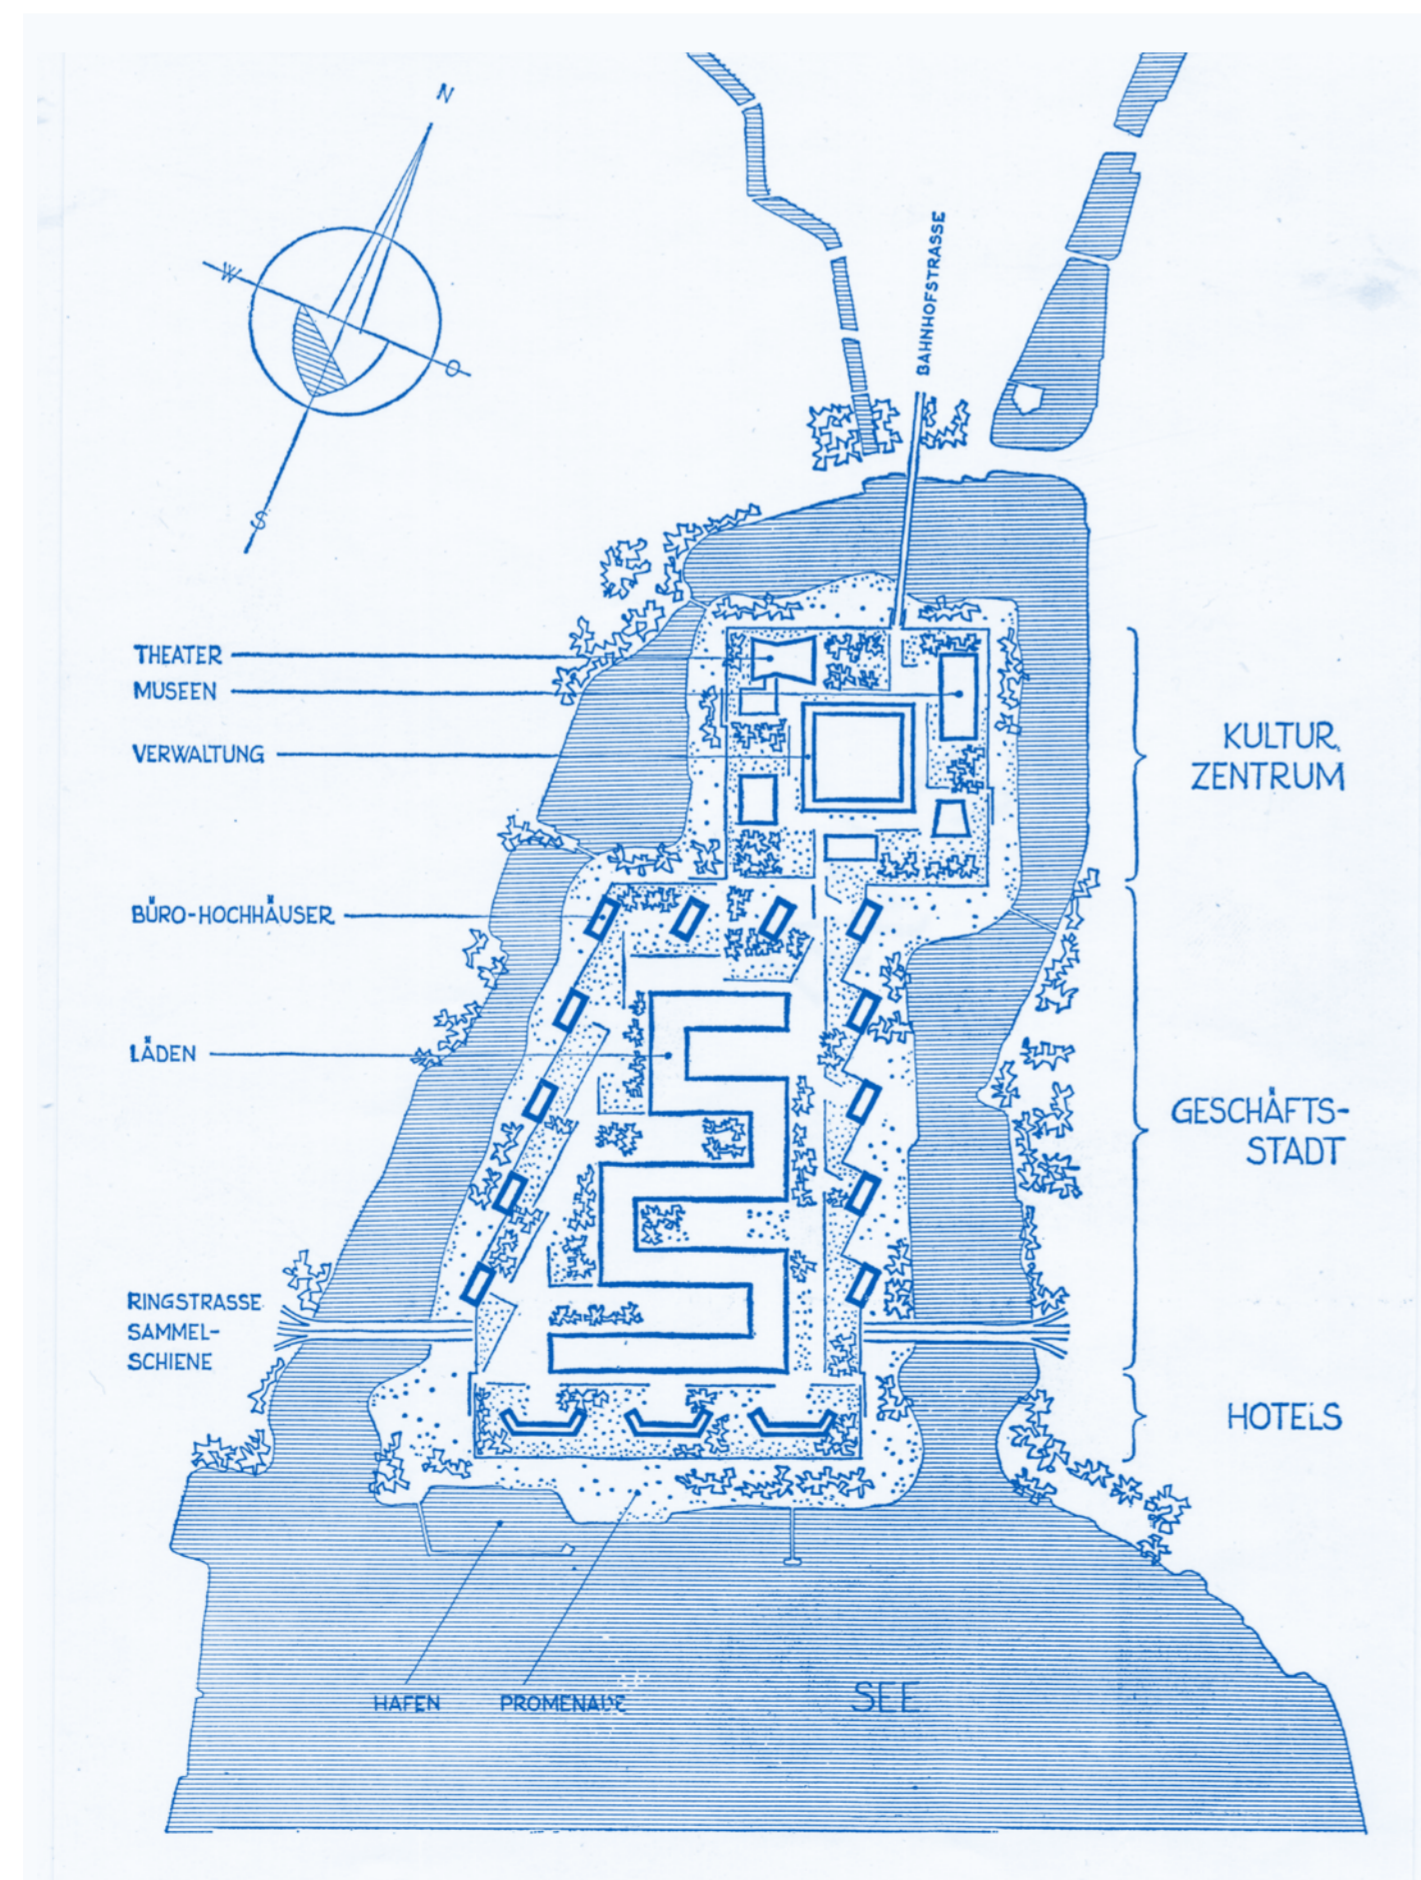 N
W
O
S
BAHNHOFSTRASSE
THEATER
MUSEEN
VERWALTUNG
KULTUR,
ZENTRUM
BÜRO-HOCHHÄUSER
LÄDEN
GESCHÄFTS-
STADT
RINGSTRASSE
SAMMEL-
SCHIENE
HOTELS
HAFEN
PROMENADE
SEE